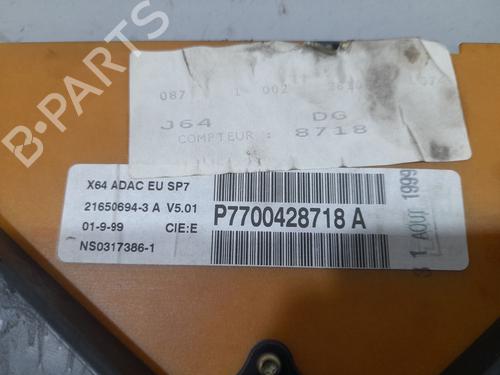 087 1 002
J64 DG
COMPTEUR : 8718
X64 ADAC EU SP7
21650694-3 A V5.01
01-9-99 CIE:E
NS0317386-1
P7700428718 A
3 1 AOUT 1999
B-PARTS